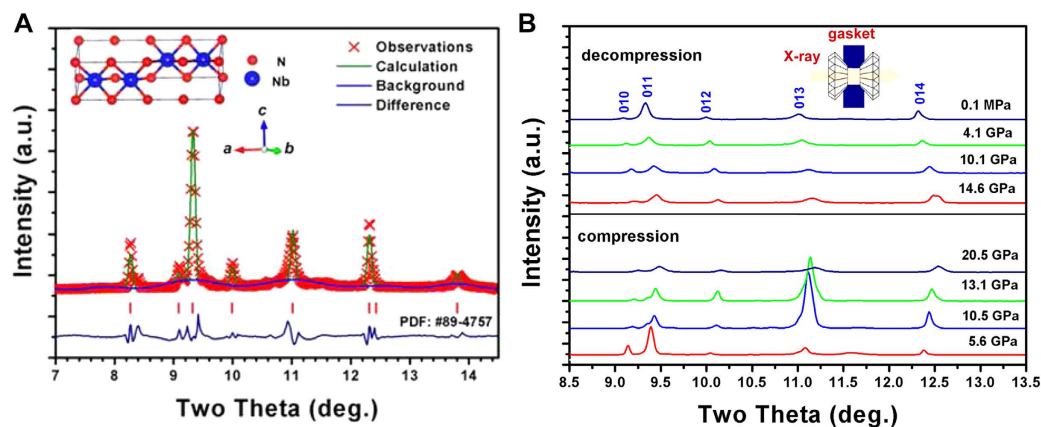 A
Observations
Calculation
Background
Difference
N
Nb
c
a
b
PDF: #89-4757
Intensity (a.u.)
7 8 9 10 11 12 13 14
Two Theta (deg.)
B
gasket
X-ray
decompression
010 011 012 013 014
0.1 MPa
4.1 GPa
10.1 GPa
14.6 GPa
compression
20.5 GPa
13.1 GPa
10.5 GPa
5.6 GPa
Intensity (a.u.)
8.5 9.0 9.5 10.0 10.5 11.0 11.5 12.0 12.5 13.0 13.5
Two Theta (deg.)